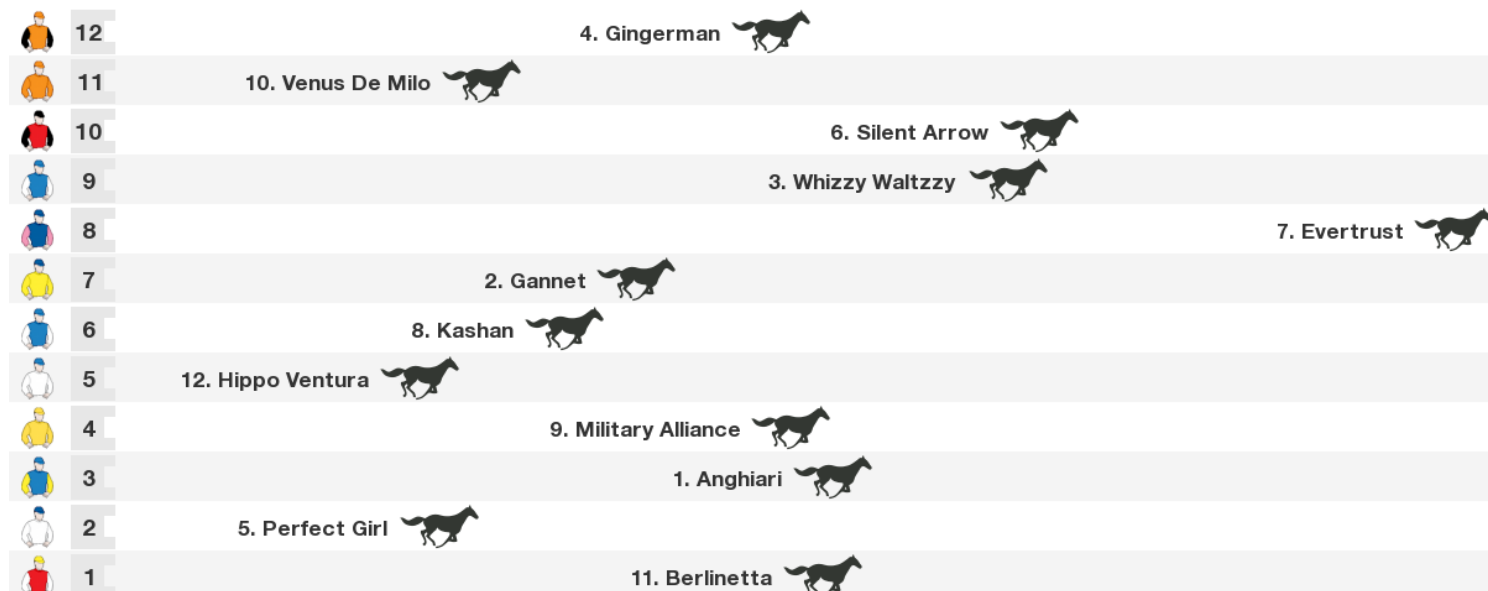 12 4. Gingerman
11 10. Venus De Milo
10 6. Silent Arrow
9 3. Whizzy Waltzzy
8 7. Evertrust
7 2. Gannet
6 8. Kashan
5 12. Hippo Ventura
4 9. Military Alliance
3 1. Anghiari
2 5. Perfect Girl
1 11. Berlinetta